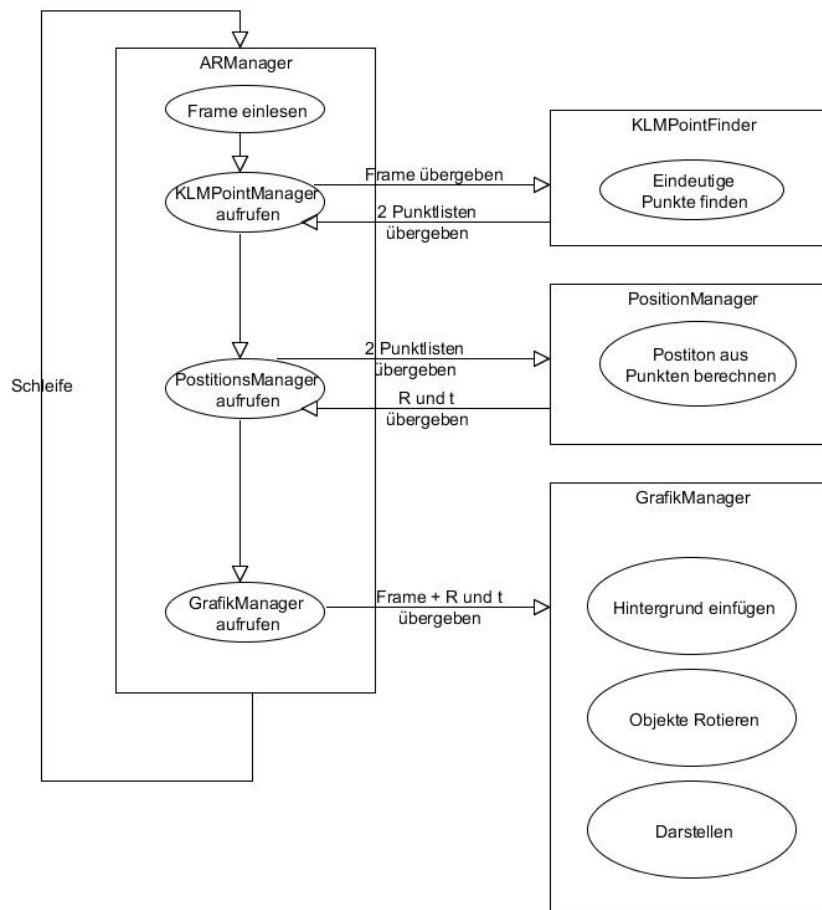 ARManager
Frame einlesen
KLMPointManager
aufrufen
Frame übergeben
2 Punktlisten
übergeben
KLMPointFinder
Eindeutige
Punkte finden
PostitionsManager
aufrufen
2 Punktlisten
übergeben
R und t
übergeben
PositionManager
Postiton aus
Punkten berechnen
Schleife
GrafikManager
aufrufen
Frame + R und t
übergeben
GrafikManager
Hintergrund einfügen
Objekte Rotieren
Darstellen